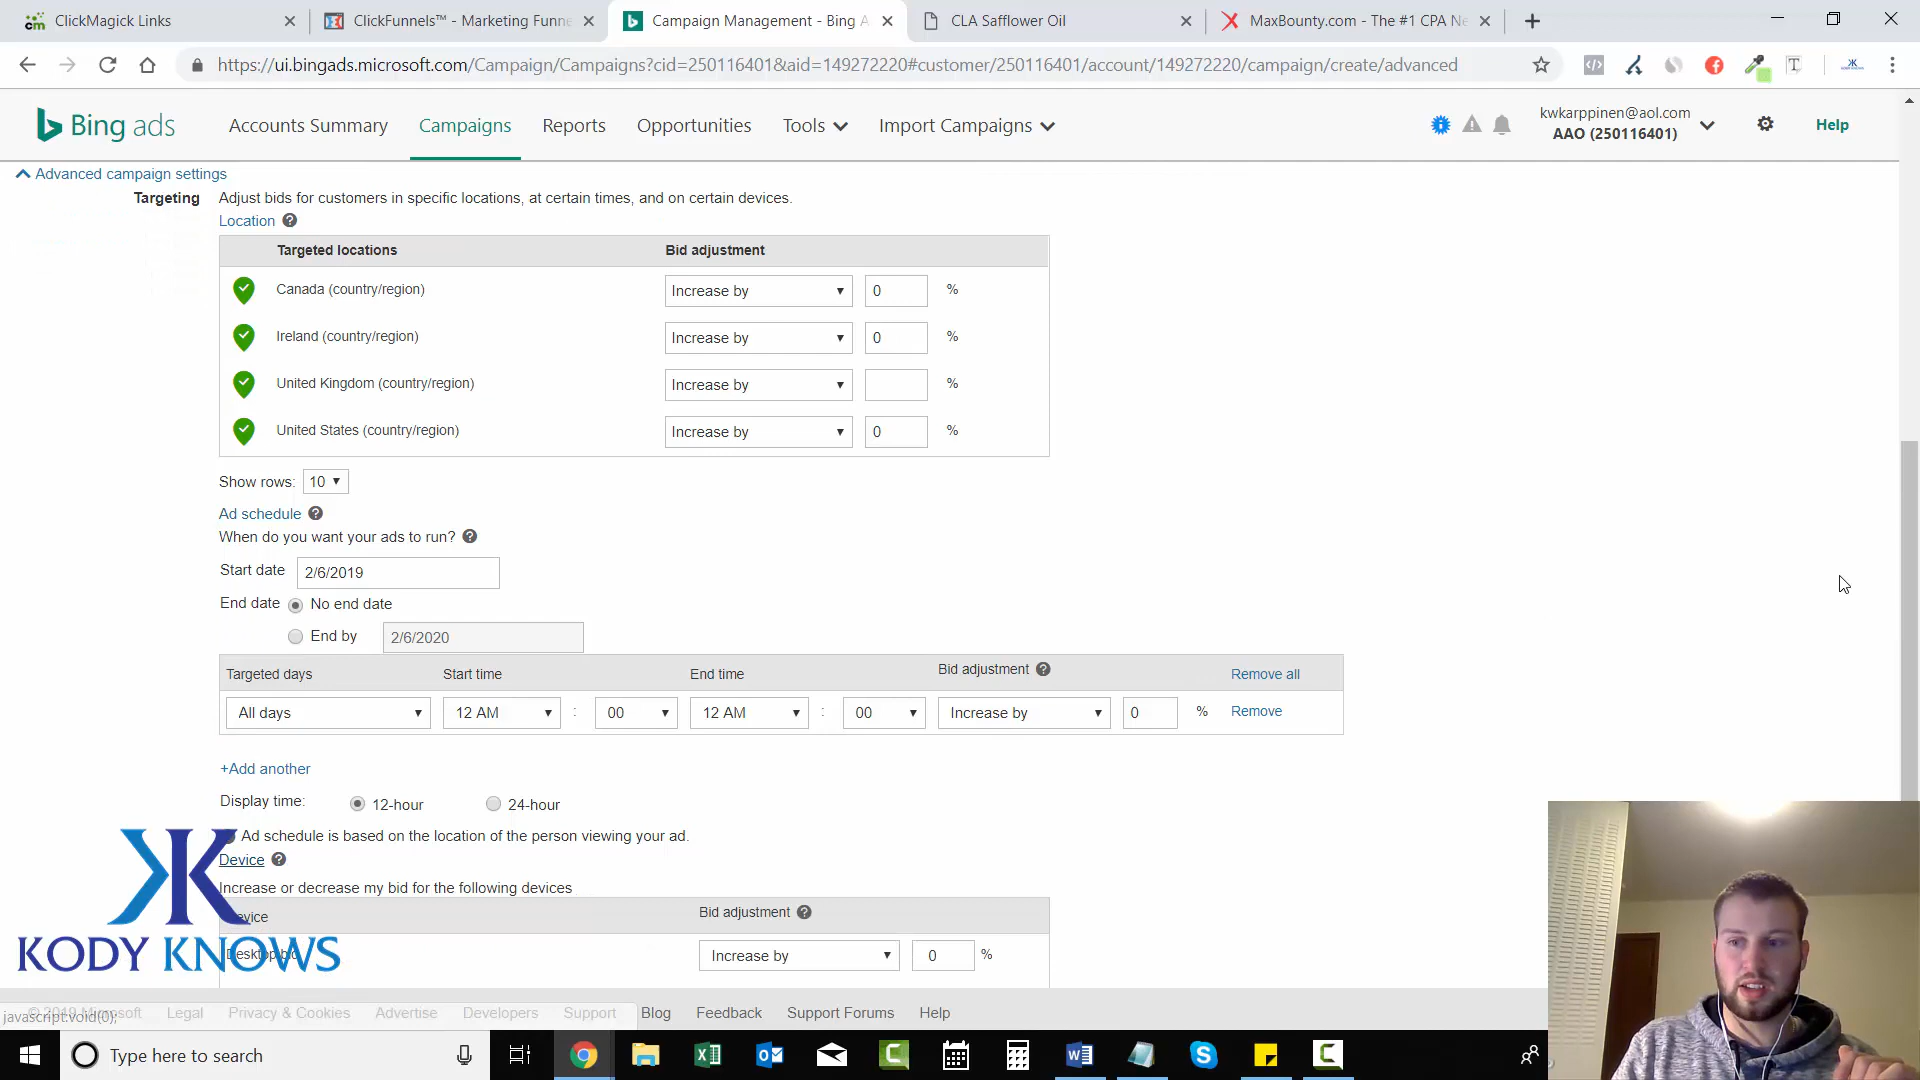 ClickMagick Links
ClickFunnels™ - Marketing Funne
Campaign Management - Bing A
CLA Safflower Oil
MaxBounty.com - The #1 CPA Ne
https://ui.bingads.microsoft.com/Campaign/Campaigns?cid=250116401&aid=149272220#customer/250116401/account/149272220/campaign/create/advanced
Bing ads
Accounts Summary
Campaigns
Reports
Opportunities
Tools
Import Campaigns
kwkarppinen@aol.com
AAO (250116401)
Help
Advanced campaign settings
Targeting
Adjust bids for customers in specific locations, at certain times, and on certain devices.
Location
Targeted locations
Bid adjustment
Canada (country/region)
Increase by
0
%
Ireland (country/region)
Increase by
0
%
United Kingdom (country/region)
Increase by
%
United States (country/region)
Increase by
0
%
Show rows:
10
Ad schedule
When do you want your ads to run?
Start date
2/6/2019
End date
No end date
End by
2/6/2020
Targeted days
Start time
End time
Bid adjustment
Remove all
All days
12 AM
:
00
12 AM
:
00
Increase by
0
%
Remove
+Add another
Display time:
12-hour
24-hour
Ad schedule is based on the location of the person viewing your ad.
Device
Increase or decrease my bid for the following devices
Bid adjustment
Increase by
0
%
KODY KNOWS
© 2019 Microsoft
Legal
Privacy & Cookies
Advertise
Developers
Support
Blog
Feedback
Support Forums
Help
javascript:void(0);
Type here to search